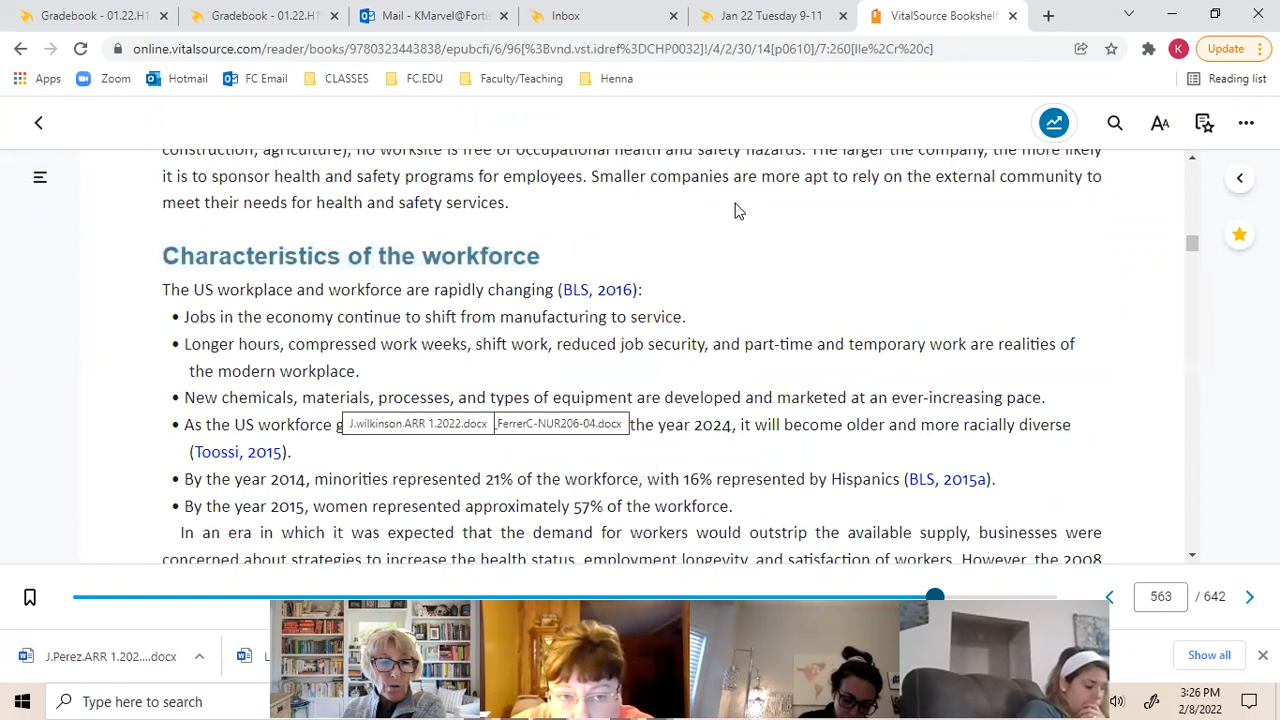 Gradebook - 01.22.H1
Gradebook - 01.22.H1
Mail - KMarvel@Fortis
Inbox
Jan 22 Tuesday 9-11
VitalSource Bookshelf
online.vitalsource.com/reader/books/9780323443838/epubcfi/6/96[%3Bvnd.vst.idref%3DCHP0032]!/4/2/30/14[p0610]/7:260[lle%2Cr%20c]
K
Update
Apps
Zoom
Hotmail
FC Email
CLASSES
FC.EDU
Faculty/Teaching
Henna
Reading list
construction, agriculture), no worksite is free of occupational health and safety hazards. The larger the company, the more likely
it is to sponsor health and safety programs for employees. Smaller companies are more apt to rely on the external community to
meet their needs for health and safety services.
Characteristics of the workforce
The US workplace and workforce are rapidly changing (BLS, 2016):
• Jobs in the economy continue to shift from manufacturing to service.
• Longer hours, compressed work weeks, shift work, reduced job security, and part-time and temporary work are realities of
the modern workplace.
• New chemicals, materials, processes, and types of equipment are developed and marketed at an ever-increasing pace.
• As the US workforce g J.wilkinson.ARR 1.2022.docx .FerrerC-NUR206-04.docx the year 2024, it will become older and more racially diverse
(Toossi, 2015).
• By the year 2014, minorities represented 21% of the workforce, with 16% represented by Hispanics (BLS, 2015a).
• By the year 2015, women represented approximately 57% of the workforce.
In an era in which it was expected that the demand for workers would outstrip the available supply, businesses were
concerned about strategies to increase the health status, employment longevity, and satisfaction of workers. However, the 2008
563 / 642
J.Perez.ARR 1.202....docx
Show all
Type here to search
3:26 PM
2/8/2022